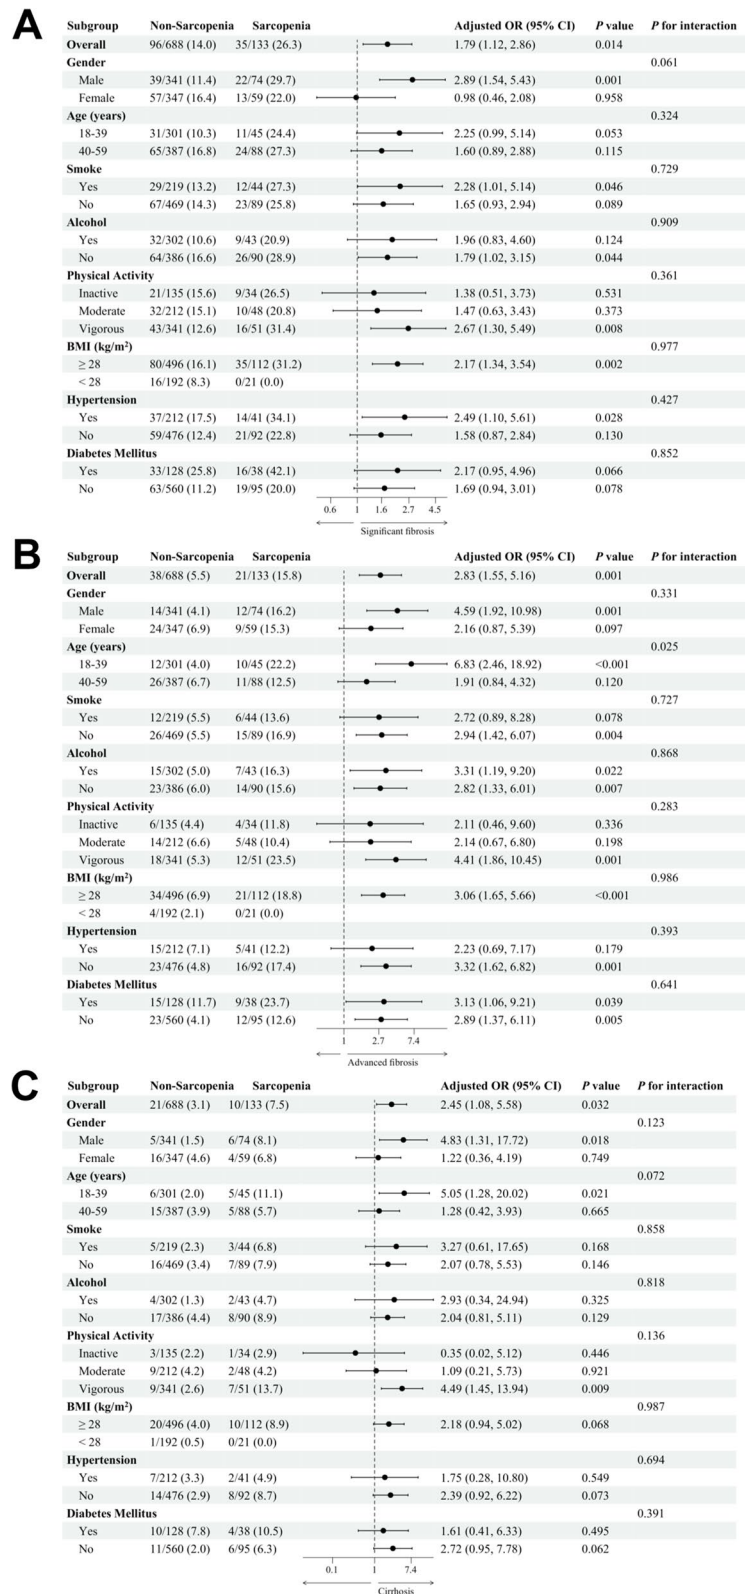 A
Subgroup Non-Sarcopenia Sarcopenia Adjusted OR (95% CI) P value P for interaction
Overall 96/688 (14.0) 35/133 (26.3) 1.79 (1.12, 2.86) 0.014
Gender 0.061
Male 39/341 (11.4) 22/74 (29.7) 2.89 (1.54, 5.43) 0.001
Female 57/347 (16.4) 13/59 (22.0) 0.98 (0.46, 2.08) 0.958
Age (years) 0.324
18-39 31/301 (10.3) 11/45 (24.4) 2.25 (0.99, 5.14) 0.053
40-59 65/387 (16.8) 24/88 (27.3) 1.60 (0.89, 2.88) 0.115
Smoke 0.729
Yes 29/219 (13.2) 12/44 (27.3) 2.28 (1.01, 5.14) 0.046
No 67/469 (14.3) 23/89 (25.8) 1.65 (0.93, 2.94) 0.089
Alcohol 0.909
Yes 32/302 (10.6) 9/43 (20.9) 1.96 (0.83, 4.60) 0.124
No 64/386 (16.6) 26/90 (28.9) 1.79 (1.02, 3.15) 0.044
Physical Activity 0.361
Inactive 21/135 (15.6) 9/34 (26.5) 1.38 (0.51, 3.73) 0.531
Moderate 32/212 (15.1) 10/48 (20.8) 1.47 (0.63, 3.43) 0.373
Vigorous 43/341 (12.6) 16/51 (31.4) 2.67 (1.30, 5.49) 0.008
BMI (kg/m²) 0.977
≥ 28 80/496 (16.1) 35/112 (31.2) 2.17 (1.34, 3.54) 0.002
< 28 16/192 (8.3) 0/21 (0.0)
Hypertension 0.427
Yes 37/212 (17.5) 14/41 (34.1) 2.49 (1.10, 5.61) 0.028
No 59/476 (12.4) 21/92 (22.8) 1.58 (0.87, 2.84) 0.130
Diabetes Mellitus 0.852
Yes 33/128 (25.8) 16/38 (42.1) 2.17 (0.95, 4.96) 0.066
No 63/560 (11.2) 19/95 (20.0) 1.69 (0.94, 3.01) 0.078
0.6 1 1.6 2.7 4.5
Significant fibrosis
B
Subgroup Non-Sarcopenia Sarcopenia Adjusted OR (95% CI) P value P for interaction
Overall 38/688 (5.5) 21/133 (15.8) 2.83 (1.55, 5.16) 0.001
Gender 0.331
Male 14/341 (4.1) 12/74 (16.2) 4.59 (1.92, 10.98) 0.001
Female 24/347 (6.9) 9/59 (15.3) 2.16 (0.87, 5.39) 0.097
Age (years) 0.025
18-39 12/301 (4.0) 10/45 (22.2) 6.83 (2.46, 18.92) <0.001
40-59 26/387 (6.7) 11/88 (12.5) 1.91 (0.84, 4.32) 0.120
Smoke 0.727
Yes 12/219 (5.5) 6/44 (13.6) 2.72 (0.89, 8.28) 0.078
No 26/469 (5.5) 15/89 (16.9) 2.94 (1.42, 6.07) 0.004
Alcohol 0.868
Yes 15/302 (5.0) 7/43 (16.3) 3.31 (1.19, 9.20) 0.022
No 23/386 (6.0) 14/90 (15.6) 2.82 (1.33, 6.01) 0.007
Physical Activity 0.283
Inactive 6/135 (4.4) 4/34 (11.8) 2.11 (0.46, 9.60) 0.336
Moderate 14/212 (6.6) 5/48 (10.4) 2.14 (0.67, 6.80) 0.198
Vigorous 18/341 (5.3) 12/51 (23.5) 4.41 (1.86, 10.45) 0.001
BMI (kg/m²) 0.986
≥ 28 34/496 (6.9) 21/112 (18.8) 3.06 (1.65, 5.66) <0.001
< 28 4/192 (2.1) 0/21 (0.0)
Hypertension 0.393
Yes 15/212 (7.1) 5/41 (12.2) 2.23 (0.69, 7.17) 0.179
No 23/476 (4.8) 16/92 (17.4) 3.32 (1.62, 6.82) 0.001
Diabetes Mellitus 0.641
Yes 15/128 (11.7) 9/38 (23.7) 3.13 (1.06, 9.21) 0.039
No 23/560 (4.1) 12/95 (12.6) 2.89 (1.37, 6.11) 0.005
1 2.7 7.4
Advanced fibrosis
C
Subgroup Non-Sarcopenia Sarcopenia Adjusted OR (95% CI) P value P for interaction
Overall 21/688 (3.1) 10/133 (7.5) 2.45 (1.08, 5.58) 0.032
Gender 0.123
Male 5/341 (1.5) 6/74 (8.1) 4.83 (1.31, 17.72) 0.018
Female 16/347 (4.6) 4/59 (6.8) 1.22 (0.36, 4.19) 0.749
Age (years) 0.072
18-39 6/301 (2.0) 5/45 (11.1) 5.05 (1.28, 20.02) 0.021
40-59 15/387 (3.9) 5/88 (5.7) 1.28 (0.42, 3.93) 0.665
Smoke 0.858
Yes 5/219 (2.3) 3/44 (6.8) 3.27 (0.61, 17.65) 0.168
No 16/469 (3.4) 7/89 (7.9) 2.07 (0.78, 5.53) 0.146
Alcohol 0.818
Yes 4/302 (1.3) 2/43 (4.7) 2.93 (0.34, 24.94) 0.325
No 17/386 (4.4) 8/90 (8.9) 2.04 (0.81, 5.11) 0.129
Physical Activity 0.136
Inactive 3/135 (2.2) 1/34 (2.9) 0.35 (0.02, 5.12) 0.446
Moderate 9/212 (4.2) 2/48 (4.2) 1.09 (0.21, 5.73) 0.921
Vigorous 9/341 (2.6) 7/51 (13.7) 4.49 (1.45, 13.94) 0.009
BMI (kg/m²) 0.987
≥ 28 20/496 (4.0) 10/112 (8.9) 2.18 (0.94, 5.02) 0.068
< 28 1/192 (0.5) 0/21 (0.0)
Hypertension 0.694
Yes 7/212 (3.3) 2/41 (4.9) 1.75 (0.28, 10.80) 0.549
No 14/476 (2.9) 8/92 (8.7) 2.39 (0.92, 6.22) 0.073
Diabetes Mellitus 0.391
Yes 10/128 (7.8) 4/38 (10.5) 1.61 (0.41, 6.33) 0.495
No 11/560 (2.0) 6/95 (6.3) 2.72 (0.95, 7.78) 0.062
0.1 1 7.4
Cirrhosis